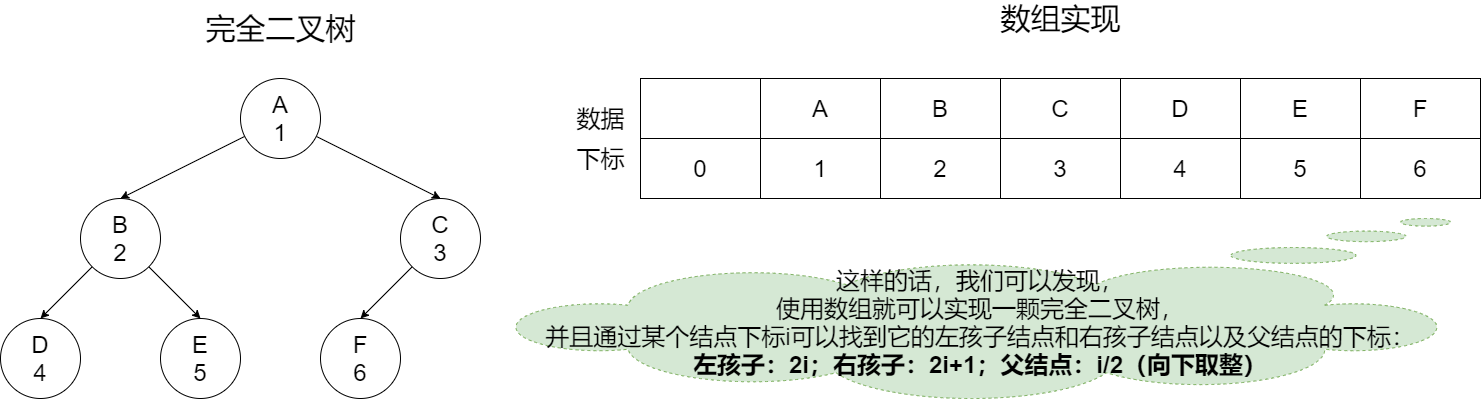 完全二叉树
A
1
B
2
C
3
D
4
E
5
F
6
数组实现
数据 A B C D E F
下标 0 1 2 3 4 5 6
这样的话，我们可以发现，
使用数组就可以实现一颗完全二叉树，
并且通过某个结点下标i可以找到它的左孩子结点和右孩子结点以及父结点的下标：
左孩子：2i；右孩子：2i+1；父结点：i/2（向下取整）